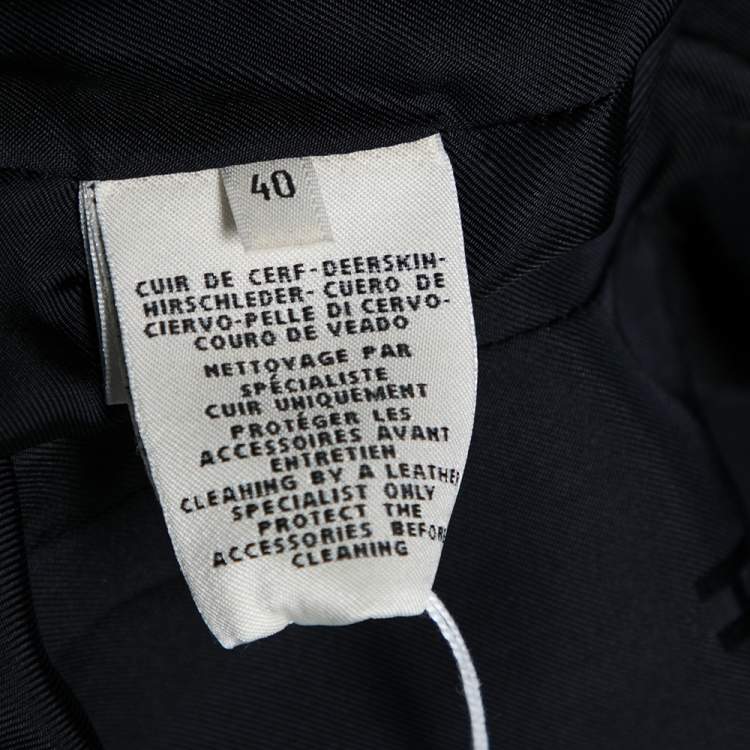 40
CUIR DE CERF-DEERSKIN-
HIRSCHLEDER- CUERO DE
CIERVO-PELLE DI CERVO-
COURO DE VEADO
NETTOYAGE PAR
SPÉCIALISTE
CUIR UNIQUEMENT
PROTÉGER LES
ACCESSOIRES AVANT
ENTRETIEN
CLEANING BY A LEATHER
SPECIALIST ONLY
PROTECT THE
ACCESSORIES BEFORE
CLEANING